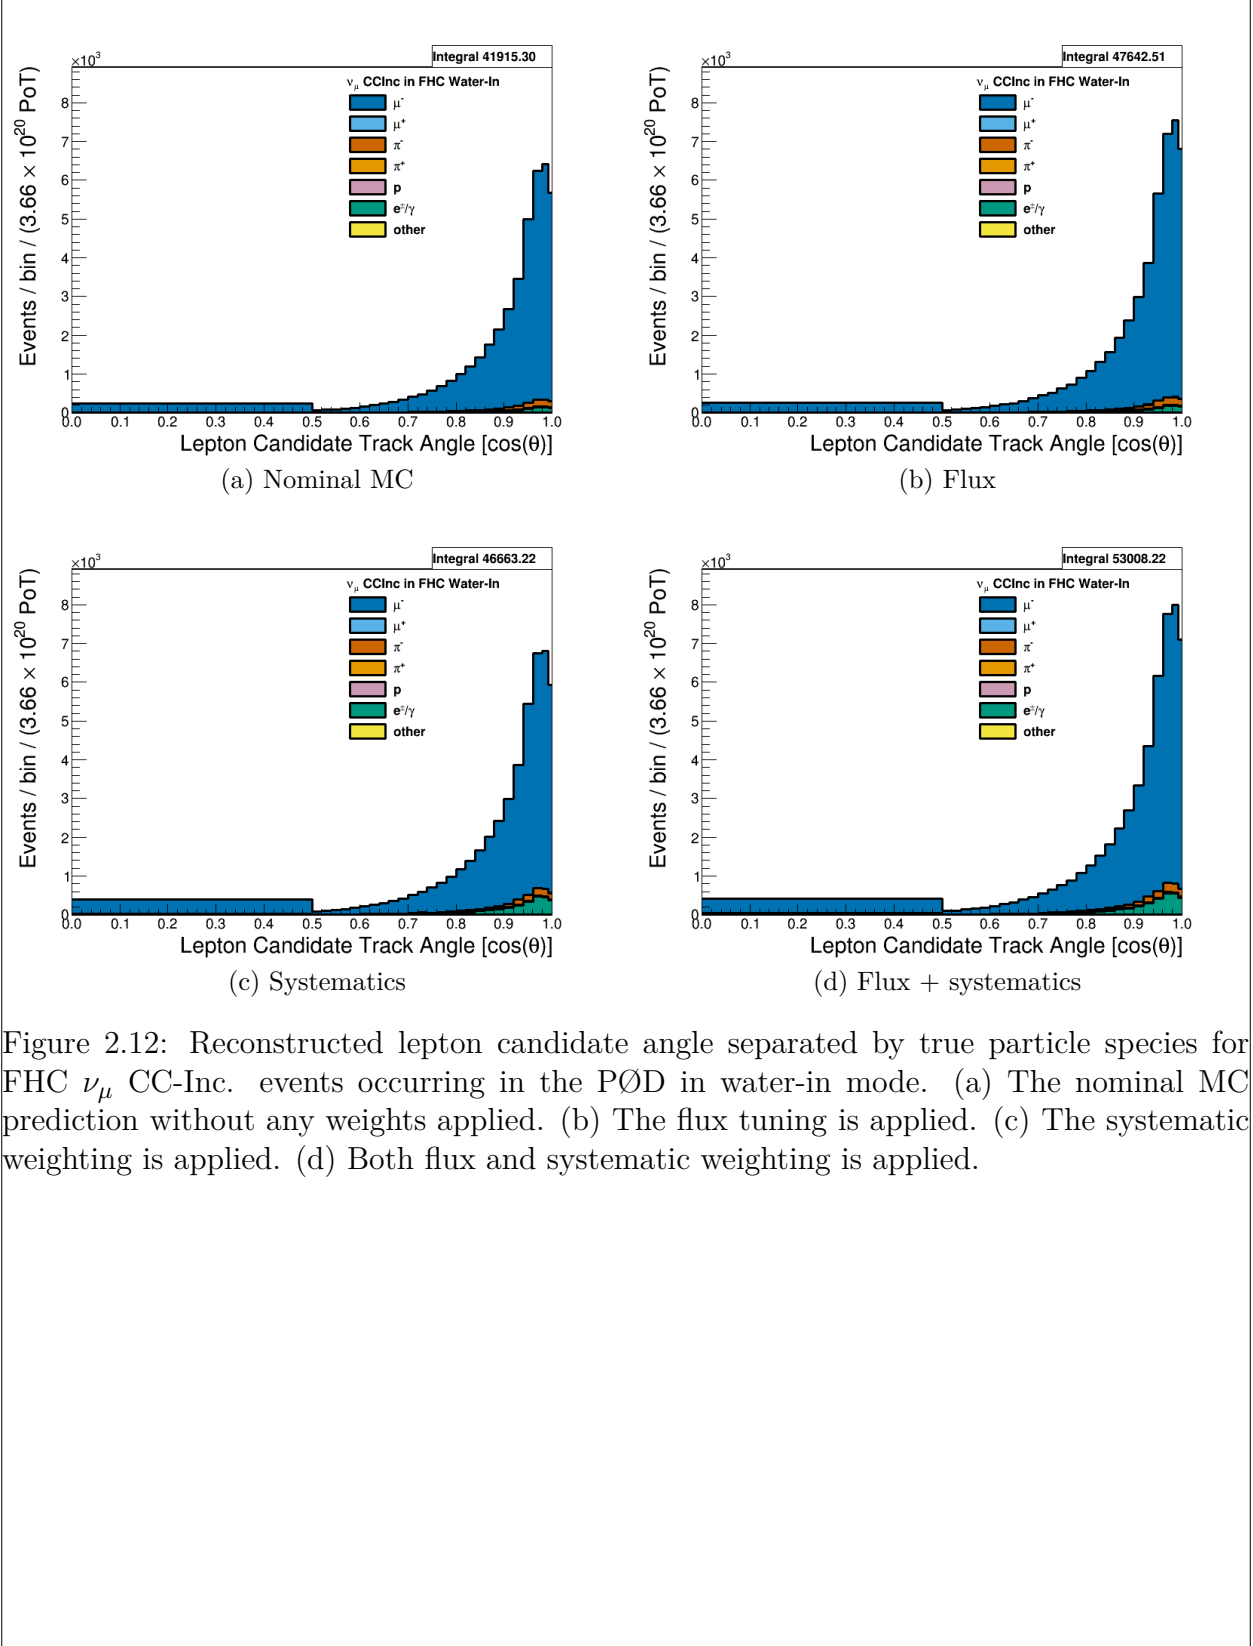 Integral 41915.30
×10³
Events / bin / (3.66 × 10²⁰ PoT)
ν_μ CCInc in FHC Water-In
μ⁻
μ⁺
π⁻
π⁺
p
e±/γ
other
8
7
6
5
4
3
2
1
0
0.0 0.1 0.2 0.3 0.4 0.5 0.6 0.7 0.8 0.9 1.0
Lepton Candidate Track Angle [cos(θ)]
(a) Nominal MC
Integral 47642.51
×10³
Events / bin / (3.66 × 10²⁰ PoT)
ν_μ CCInc in FHC Water-In
μ⁻
μ⁺
π⁻
π⁺
p
e±/γ
other
8
7
6
5
4
3
2
1
0
0.0 0.1 0.2 0.3 0.4 0.5 0.6 0.7 0.8 0.9 1.0
Lepton Candidate Track Angle [cos(θ)]
(b) Flux
Integral 46663.22
×10³
Events / bin / (3.66 × 10²⁰ PoT)
ν_μ CCInc in FHC Water-In
μ⁻
μ⁺
π⁻
π⁺
p
e±/γ
other
8
7
6
5
4
3
2
1
0
0.0 0.1 0.2 0.3 0.4 0.5 0.6 0.7 0.8 0.9 1.0
Lepton Candidate Track Angle [cos(θ)]
(c) Systematics
Integral 53008.22
×10³
Events / bin / (3.66 × 10²⁰ PoT)
ν_μ CCInc in FHC Water-In
μ⁻
μ⁺
π⁻
π⁺
p
e±/γ
other
8
7
6
5
4
3
2
1
0
0.0 0.1 0.2 0.3 0.4 0.5 0.6 0.7 0.8 0.9 1.0
Lepton Candidate Track Angle [cos(θ)]
(d) Flux + systematics
Figure 2.12: Reconstructed lepton candidate angle separated by true particle species for
FHC ν_μ CC-Inc. events occurring in the PØD in water-in mode. (a) The nominal MC
prediction without any weights applied. (b) The flux tuning is applied. (c) The systematic
weighting is applied. (d) Both flux and systematic weighting is applied.